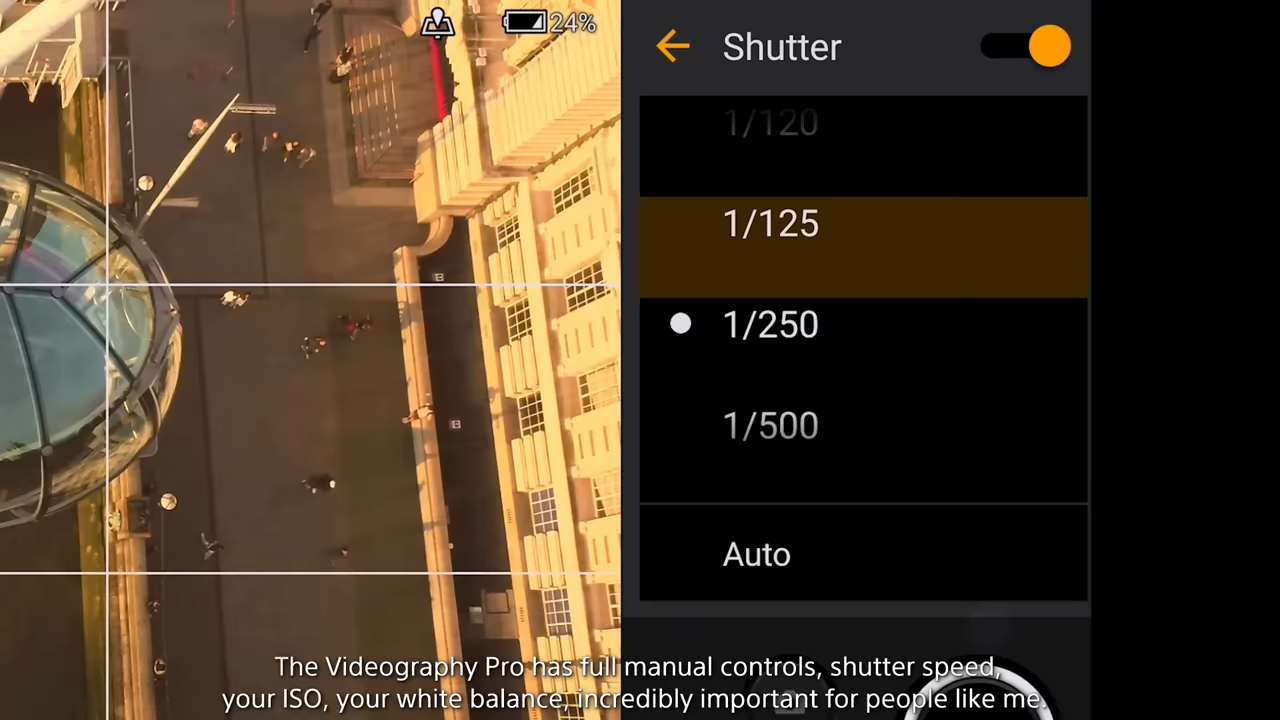 24%
Shutter
1/120
1/125
1/250
1/500
Auto
The Videography Pro has full manual controls, shutter speed,
your ISO, your white balance, incredibly important for people like me.